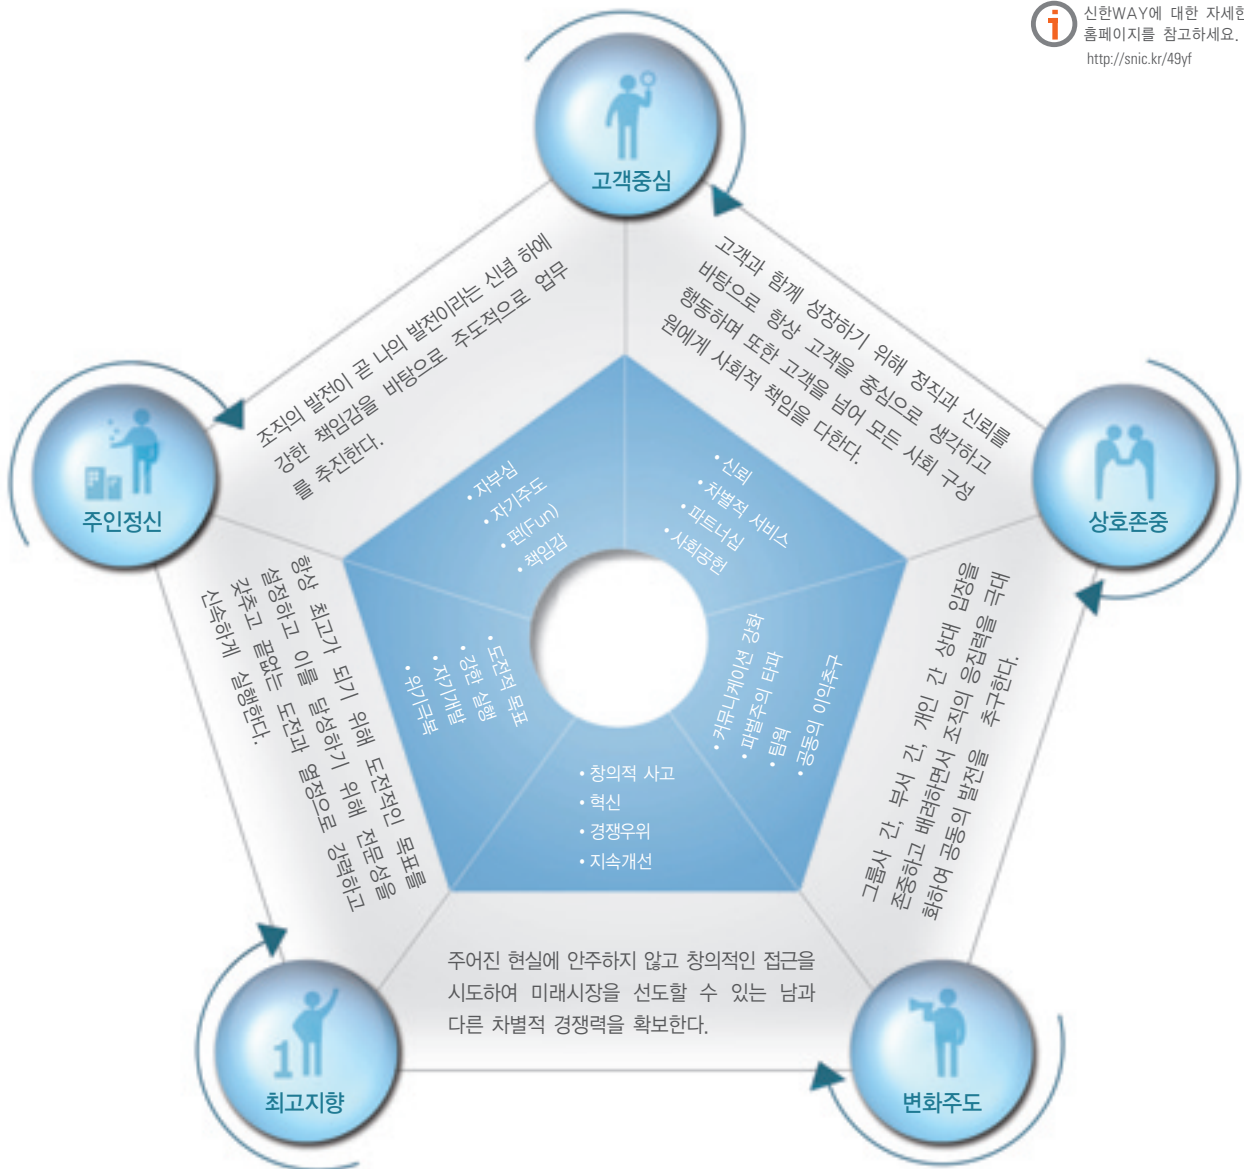 신한WAY에 대한 자세한
홈페이지를 참고하세요.
http://snic.kr/49yf
고객중심
고객과 함께 성장하기 위해 정직과 신뢰를
바탕으로 항상 고객을 중심으로 생각하고
행동하며 또한 고객을 넘어 모든 사회 구성
원에게 사회적 책임을 다한다.
• 신뢰
• 차별적 서비스
• 파트너십
• 사회공헌
상호존중
그룹사 간, 부서 간, 개인 간 상대 입장을
존중하고 배려하면서 조직의 응집력을 극대
화하여 공동의 발전을 추구한다.
• 커뮤니케이션 강화
• 파벌주의 타파
• 팀웍
• 공동의 이익추구
변화주도
주어진 현실에 안주하지 않고 창의적인 접근을
시도하여 미래시장을 선도할 수 있는 남과
다른 차별적 경쟁력을 확보한다.
• 창의적 사고
• 혁신
• 경쟁우위
• 지속개선
최고지향
1
항상 최고가 되기 위해 도전적인 목표를
설정하고 이를 달성하기 위해 전문성을
갖추고 끝없는 도전과 열정으로 강력하고
신속하게 실행한다.
• 도전적 목표
• 강한 실행
• 자기개발
• 위기극복
주인정신
조직의 발전이 곧 나의 발전이라는 신념 하에
강한 책임감을 바탕으로 주도적으로 업무
를 추진한다.
• 자부심
• 자기주도
• 펀(Fun)
• 책임감